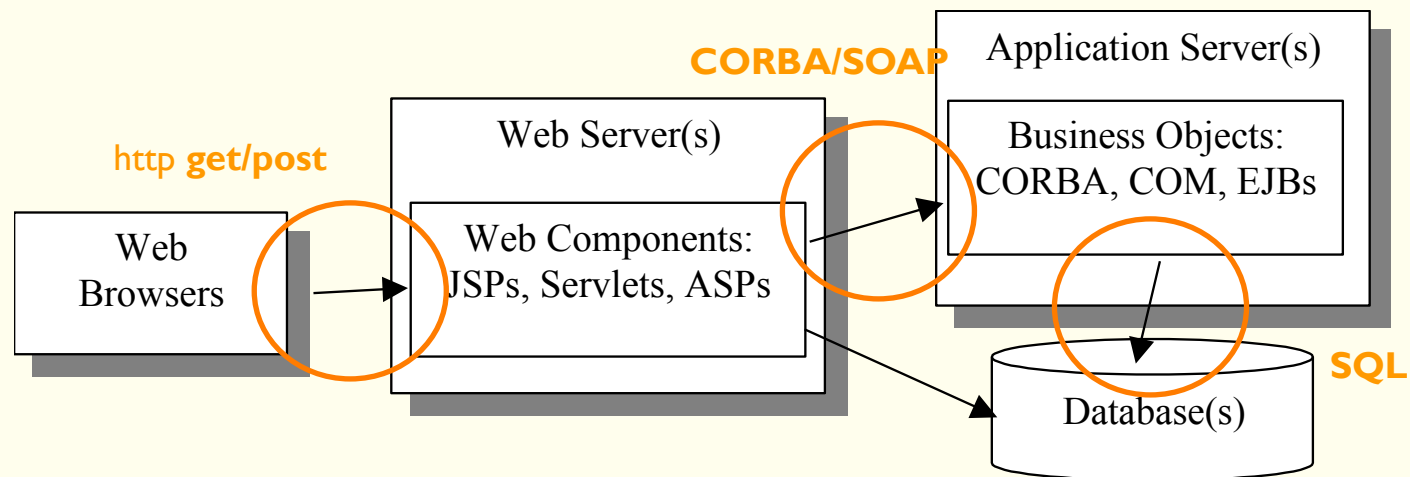 CORBA/SOAP
Application Server(s)
Web Server(s)
Business Objects:
CORBA, COM, EJBs
http get/post
Web
Browsers
Web Components:
JSPs, Servlets, ASPs
SQL
Database(s)